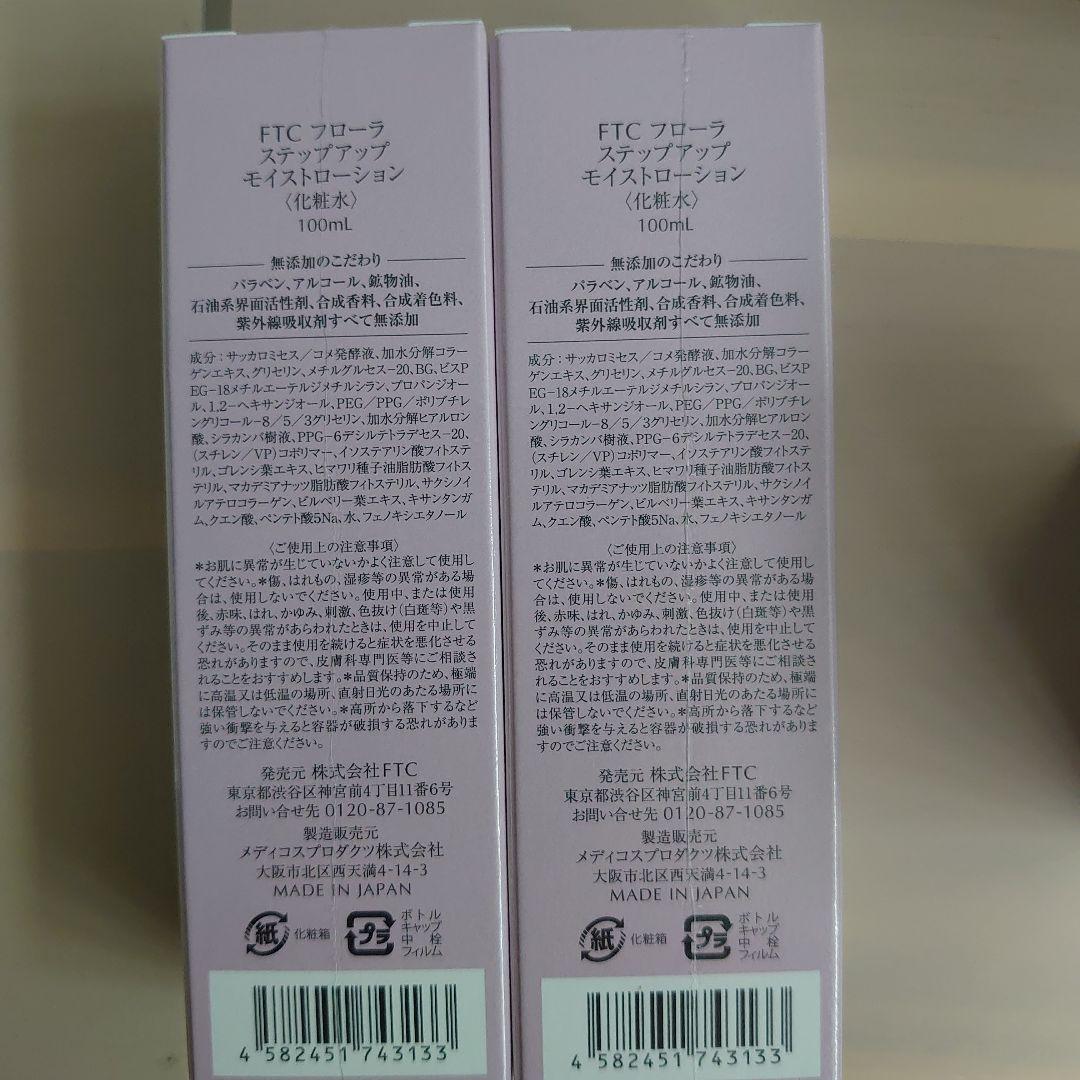 FTC フローラ
ステップアップ
モイストローション
〈化粧水〉
100mL
無添加のこだわり
パラベン、アルコール、鉱物油、
石油系界面活性剤、合成香料、合成着色料、
紫外線吸収剤すべて無添加
成分：サッカロミセス／コメ発酵液、加水分解コラー
ゲンエキス、グリセリン、メチルグルセス-20、BG、ビスP
EG-18メチルエーテルジメチルシラン、プロパンジオー
ル、1,2-ヘキサンジオール、PEG／PPG／ポリブチレ
ングリコール-8／5／3グリセリン、加水分解ヒアルロン
酸、シラカンバ樹液、PPG-6デシルテトラデセス-20、
(スチレン／VP)コポリマー、イソステアリン酸フィトステ
リル、ゴレンシ葉エキス、ヒマワリ種子油脂肪酸フィトス
テリル、マカデミアナッツ脂肪酸フィトステリル、サクシノイ
ルアテロコラーゲン、ビルベリー葉エキス、キサンタンガ
ム、クエン酸、ペンテト酸5Na、水、フェノキシエタノール
〈ご使用上の注意事項〉
＊お肌に異常が生じていないかよく注意して使用し
てください。＊傷、はれもの、湿疹等の異常がある場
合は、使用しないでください。使用中、または使用
後、赤味、はれ、かゆみ、刺激、色抜け(白斑等)や黒
ずみ等の異常があらわれたときは、使用を中止して
ください。そのまま使用を続けると症状を悪化させる
恐れがありますので、皮膚科専門医等にご相談さ
れることをおすすめします。＊品質保持のため、極端
に高温又は低温の場所、直射日光のあたる場所に
は保管しないでください。＊高所から落下するなど
強い衝撃を与えると容器が破損する恐れがありま
すのでご注意ください。
発売元 株式会社FTC
東京都渋谷区神宮前4丁目11番6号
お問い合せ先 0120-87-1085
製造販売元
メディコスプロダクツ株式会社
大阪市北区西天満4-14-3
MADE IN JAPAN
紙 化粧箱 プラ ボトル
キャップ
中栓
フィルム
4 582451 743133
FTC フローラ
ステップアップ
モイストローション
〈化粧水〉
100mL
無添加のこだわり
パラベン、アルコール、鉱物油、
石油系界面活性剤、合成香料、合成着色料、
紫外線吸収剤すべて無添加
成分：サッカロミセス／コメ発酵液、加水分解コラー
ゲンエキス、グリセリン、メチルグルセス-20、BG、ビスP
EG-18メチルエーテルジメチルシラン、プロパンジオー
ル、1,2-ヘキサンジオール、PEG／PPG／ポリブチレ
ングリコール-8／5／3グリセリン、加水分解ヒアルロン
酸、シラカンバ樹液、PPG-6デシルテトラデセス-20、
(スチレン／VP)コポリマー、イソステアリン酸フィトステ
リル、ゴレンシ葉エキス、ヒマワリ種子油脂肪酸フィトス
テリル、マカデミアナッツ脂肪酸フィトステリル、サクシノイ
ルアテロコラーゲン、ビルベリー葉エキス、キサンタンガ
ム、クエン酸、ペンテト酸5Na、水、フェノキシエタノール
〈ご使用上の注意事項〉
＊お肌に異常が生じていないかよく注意して使用し
てください。＊傷、はれもの、湿疹等の異常がある場
合は、使用しないでください。使用中、または使用
後、赤味、はれ、かゆみ、刺激、色抜け(白斑等)や黒
ずみ等の異常があらわれたときは、使用を中止して
ください。そのまま使用を続けると症状を悪化させる
恐れがありますので、皮膚科専門医等にご相談さ
れることをおすすめします。＊品質保持のため、極端
に高温又は低温の場所、直射日光のあたる場所に
は保管しないでください。＊高所から落下するなど
強い衝撃を与えると容器が破損する恐れがありま
すのでご注意ください。
発売元 株式会社FTC
東京都渋谷区神宮前4丁目11番6号
お問い合せ先 0120-87-1085
製造販売元
メディコスプロダクツ株式会社
大阪市北区西天満4-14-3
MADE IN JAPAN
紙 化粧箱 プラ ボトル
キャップ
中栓
フィルム
4 582451 743133